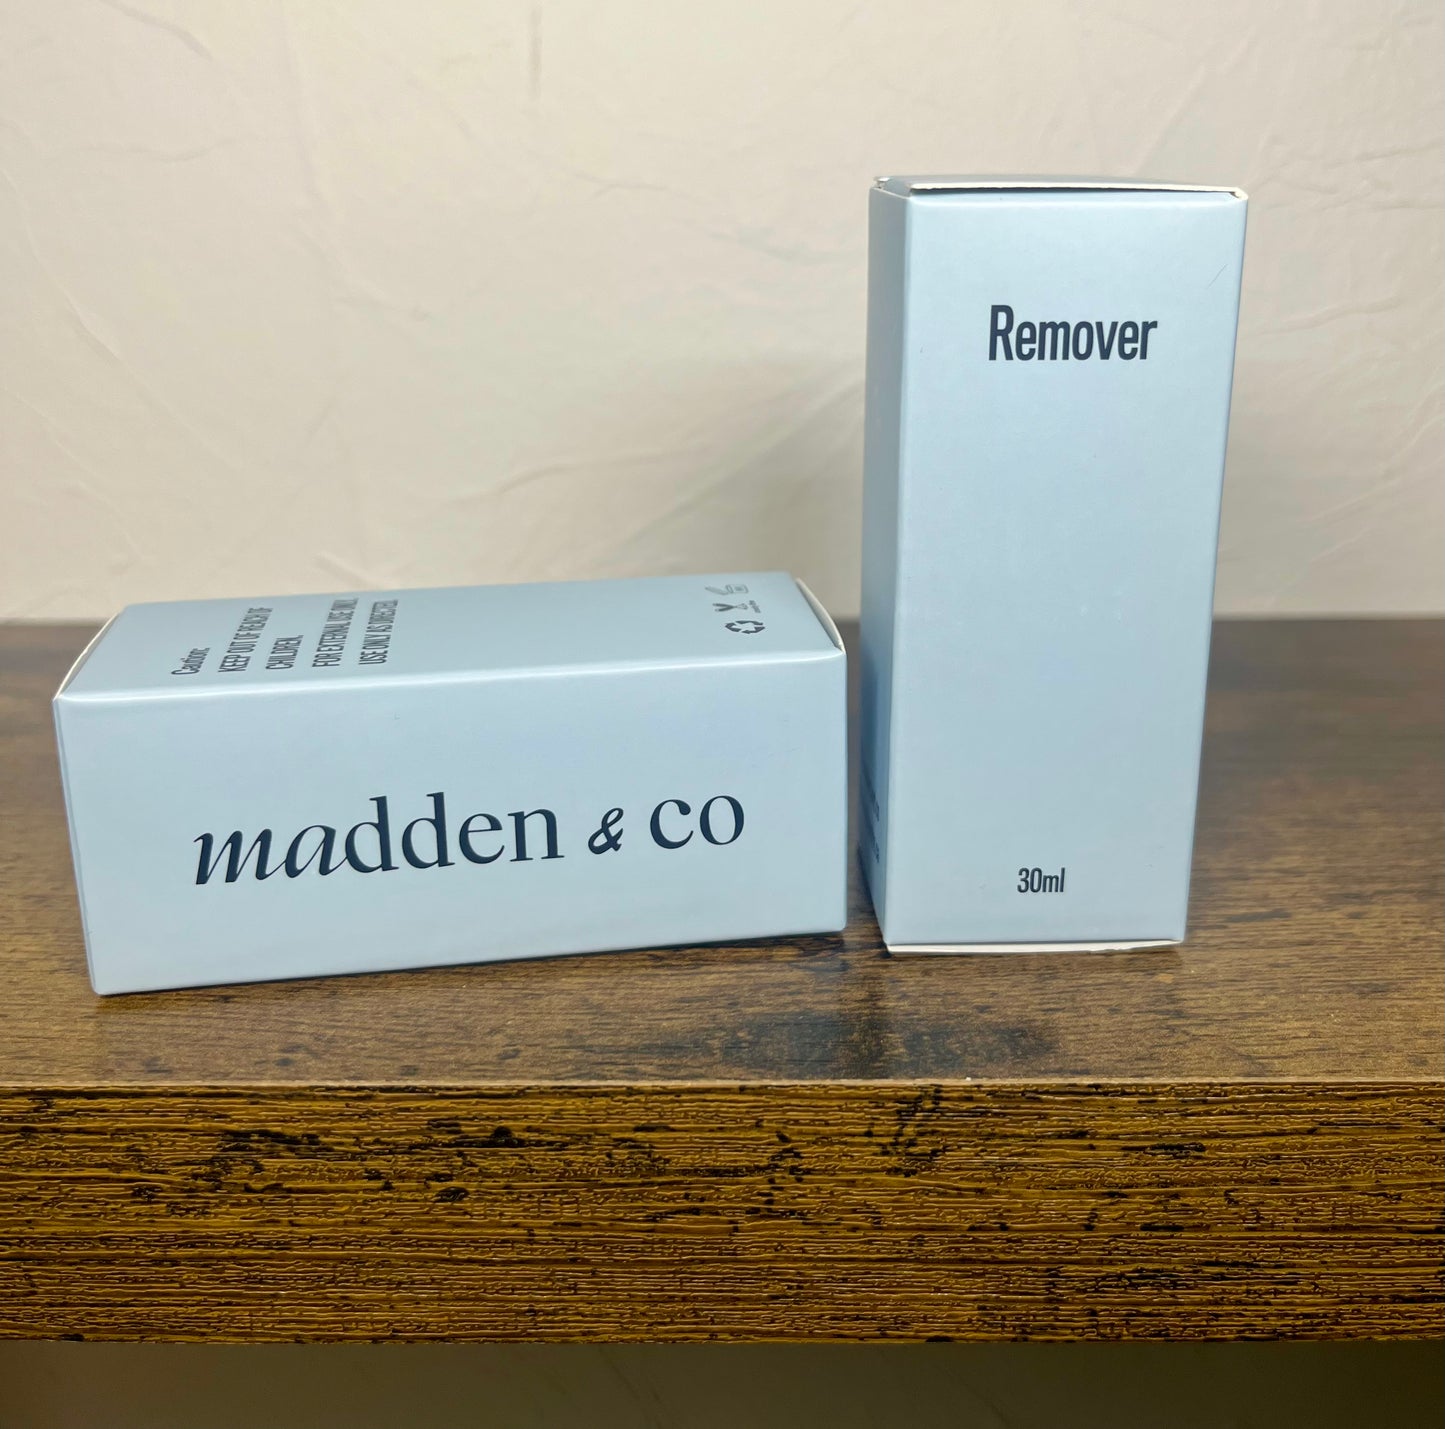 Caution:
KEEP OUT OF REACH OF
CHILDREN.
FOR EXTERNAL USE ONLY.
USE ONLY AS DIRECTED.
madden & co
Remover
30ml